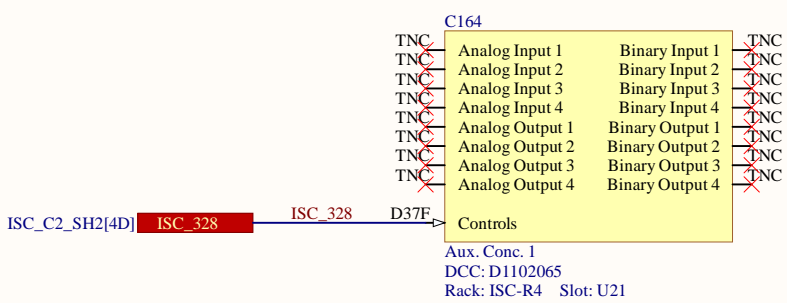 C164
TNC Analog Input 1 Binary Input 1 TNC
TNC Analog Input 2 Binary Input 2 TNC
TNC Analog Input 3 Binary Input 3 TNC
TNC Analog Input 4 Binary Input 4 TNC
TNC Analog Output 1 Binary Output 1 TNC
TNC Analog Output 2 Binary Output 2 TNC
TNC Analog Output 3 Binary Output 3 TNC
TNC Analog Output 4 Binary Output 4 TNC
ISC_C2_SH2[4D] ISC_328 ISC_328 D37F Controls
Aux. Conc. 1
DCC: D1102065
Rack: ISC-R4 Slot: U21